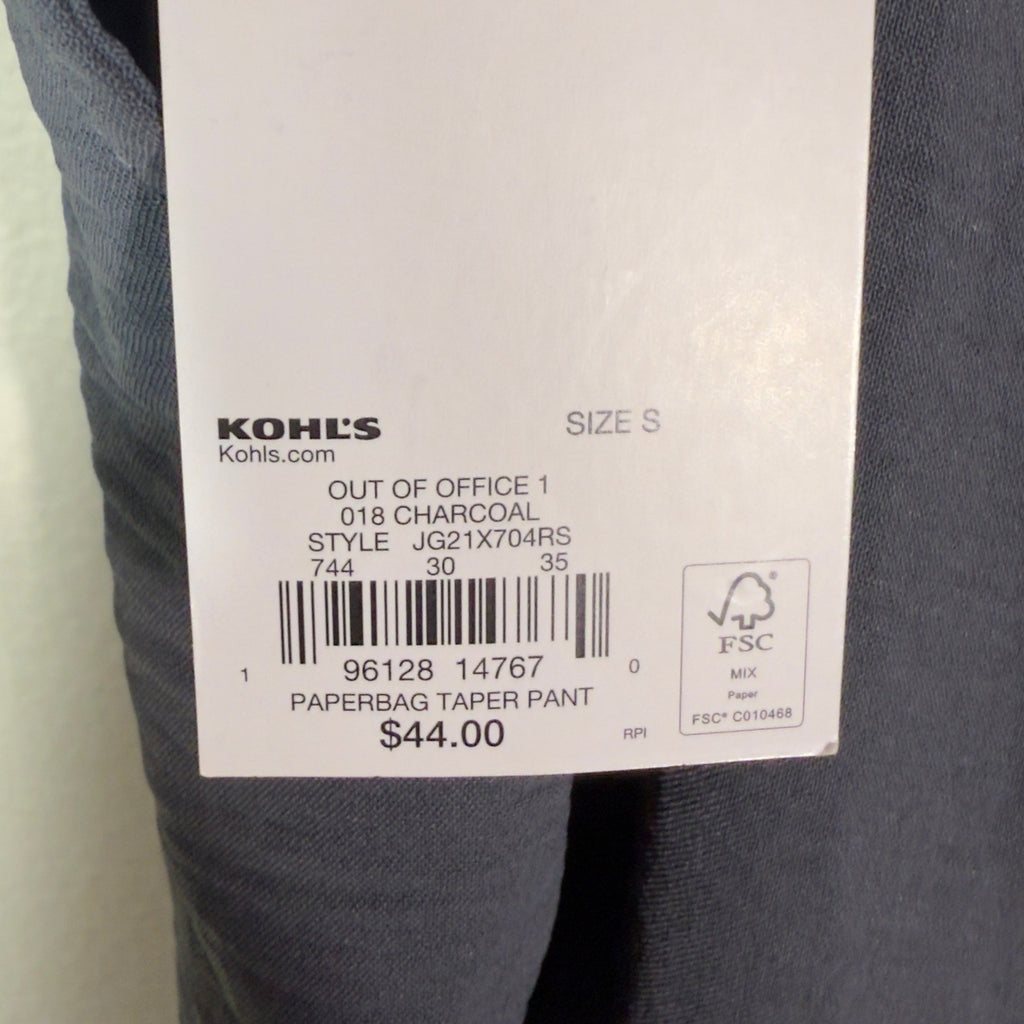 KOHL'S
Kohls.com
SIZE S
OUT OF OFFICE 1
018 CHARCOAL
STYLE JG21X704RS
744 30 35
1 96128 14767 0
PAPERBAG TAPER PANT
$44.00
RPI
FSC®
MIX
Paper
FSC® C010468